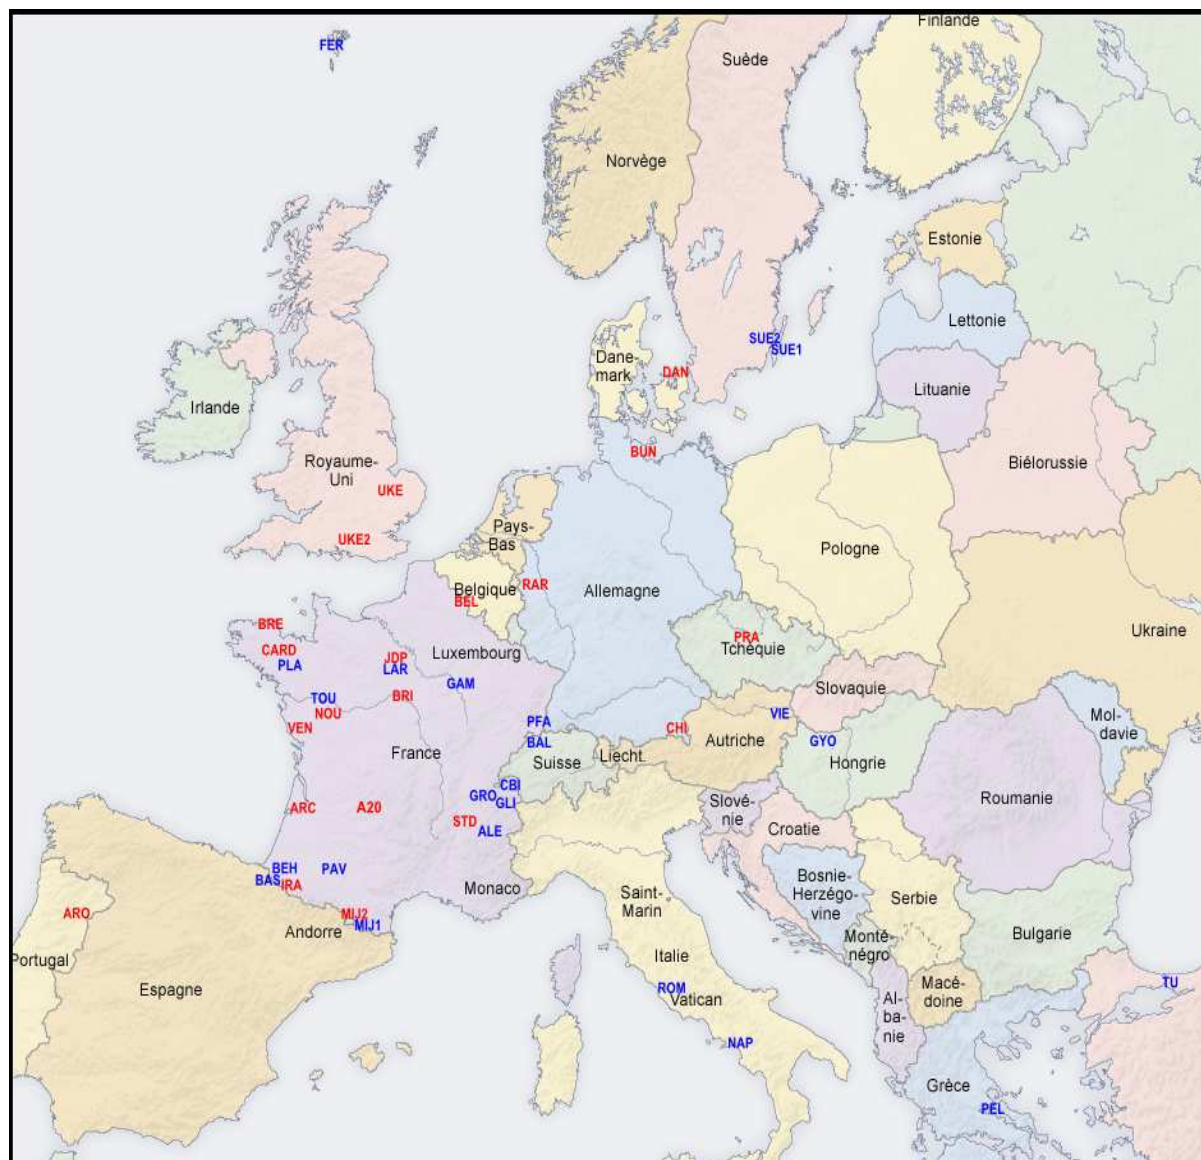 Finlande
FER
Suède
Norvège
Estonie
Lettonie
SUE2
SUE1
Dane-
mark
DAN
Lituanie
Irlande
BUN
Royaume-
Uni
UKE
Biélorussie
Pays-
Bas
UKE2
Pologne
Belgique
BEL
RAR
Allemagne
BRE
PRA
Tchéquie
Ukraine
CARD
PLA
JDP
LAR
Luxembourg
GAM
Slovaquie
TOU
NOU
BRI
VEN
PFA
BAL
CHI
VIE
Autriche
GYO
Mol-
davie
France
Suisse
Liecht.
Hongrie
CBI
GRO
GLI
Slové-
nie
Roumanie
ARC
A20
STD
ALE
Croatie
BEH
BAS
IRA
PAV
Monaco
Saint-
Marin
Bosnie-
Herzégo-
vine
Serbie
ARO
MIJ2
MIJ1
Andorre
Monté-
négro
Bulgarie
Portugal
Espagne
Italie
ROM
Vatican
Macé-
doine
TU
Al-
ba-
nie
NAP
Grèce
PEL